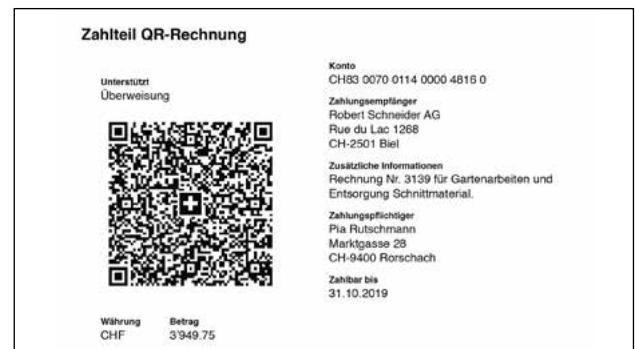 Zahlteil QR-Rechnung
Unterstützt
Überweisung
Währung Betrag
CHF 3'949.75
Konto
CH83 0070 0114 0000 4816 0
Zahlungsempfänger
Robert Schneider AG
Rue du Lac 1268
CH-2501 Biel
Zusätzliche Informationen
Rechnung Nr. 3139 für Gartenarbeiten und
Entsorgung Schnittmaterial.
Zahlungspflichtiger
Pia Rutschmann
Marktgasse 28
CH-9400 Rorschach
Zahlbar bis
31.10.2019